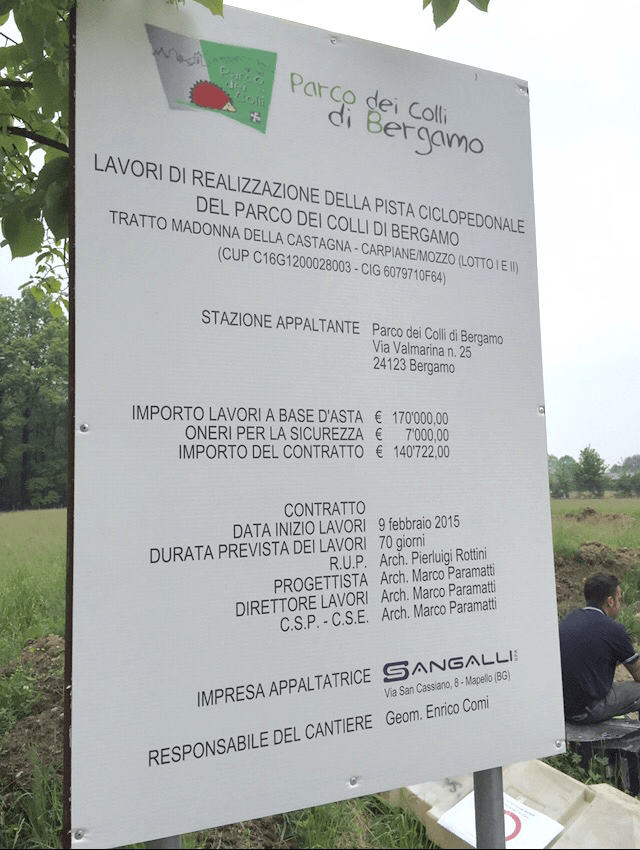 Parco
dei
Colli
Parco dei Colli
di Bergamo
LAVORI DI REALIZZAZIONE DELLA PISTA CICLOPEDONALE
DEL PARCO DEI COLLI DI BERGAMO
TRATTO MADONNA DELLA CASTAGNA - CARPIANE/MOZZO (LOTTO I E II)
(CUP C16G1200028003 - CIG 6079710F64)
STAZIONE APPALTANTE Parco dei Colli di Bergamo
Via Valmarina n. 25
24123 Bergamo
IMPORTO LAVORI A BASE D'ASTA € 170'000,00
ONERI PER LA SICUREZZA € 7'000,00
IMPORTO DEL CONTRATTO € 140'722,00
CONTRATTO
DATA INIZIO LAVORI 9 febbraio 2015
DURATA PREVISTA DEI LAVORI 70 giorni
R.U.P. Arch. Pierluigi Rottini
PROGETTISTA Arch. Marco Paramatti
DIRETTORE LAVORI Arch. Marco Paramatti
C.S.P. - C.S.E. Arch. Marco Paramatti
IMPRESA APPALTATRICE SANGALLI
Via San Cassiano, 8 - Mapello (BG)
RESPONSABILE DEL CANTIERE Geom. Enrico Comi